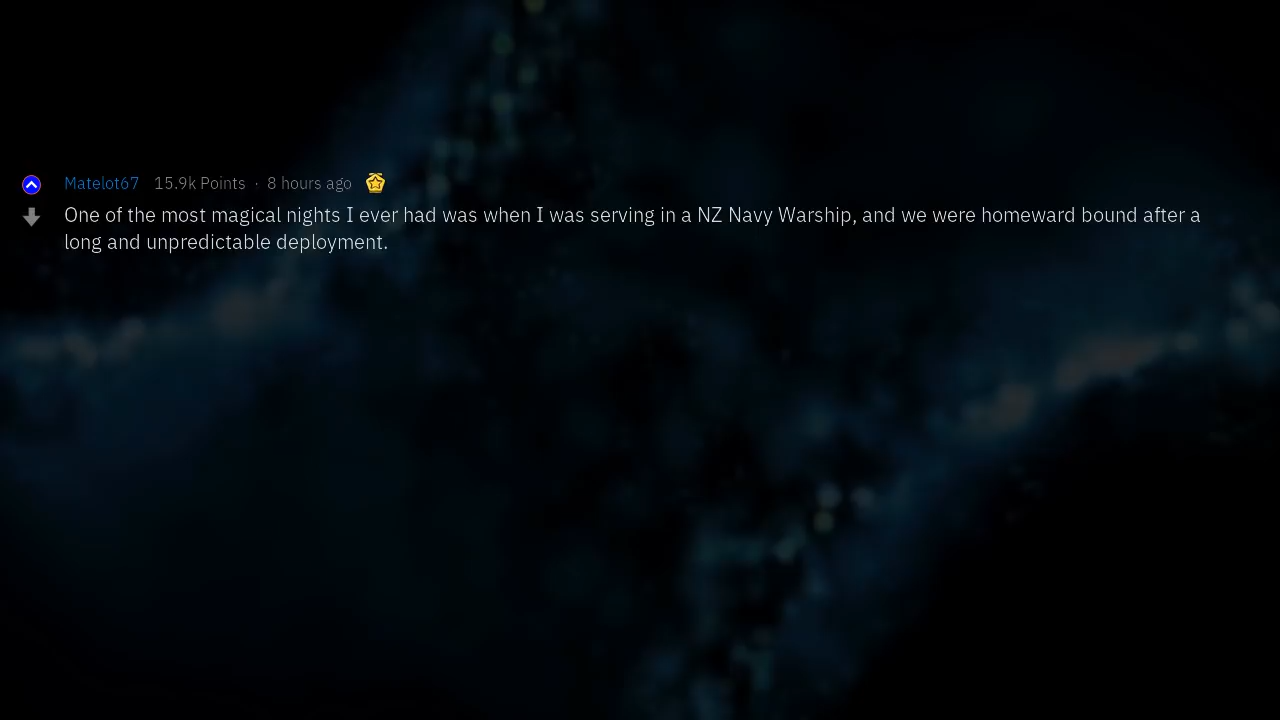 Matelot67 15.9k Points · 8 hours ago
One of the most magical nights I ever had was when I was serving in a NZ Navy Warship, and we were homeward bound after a
long and unpredictable deployment.